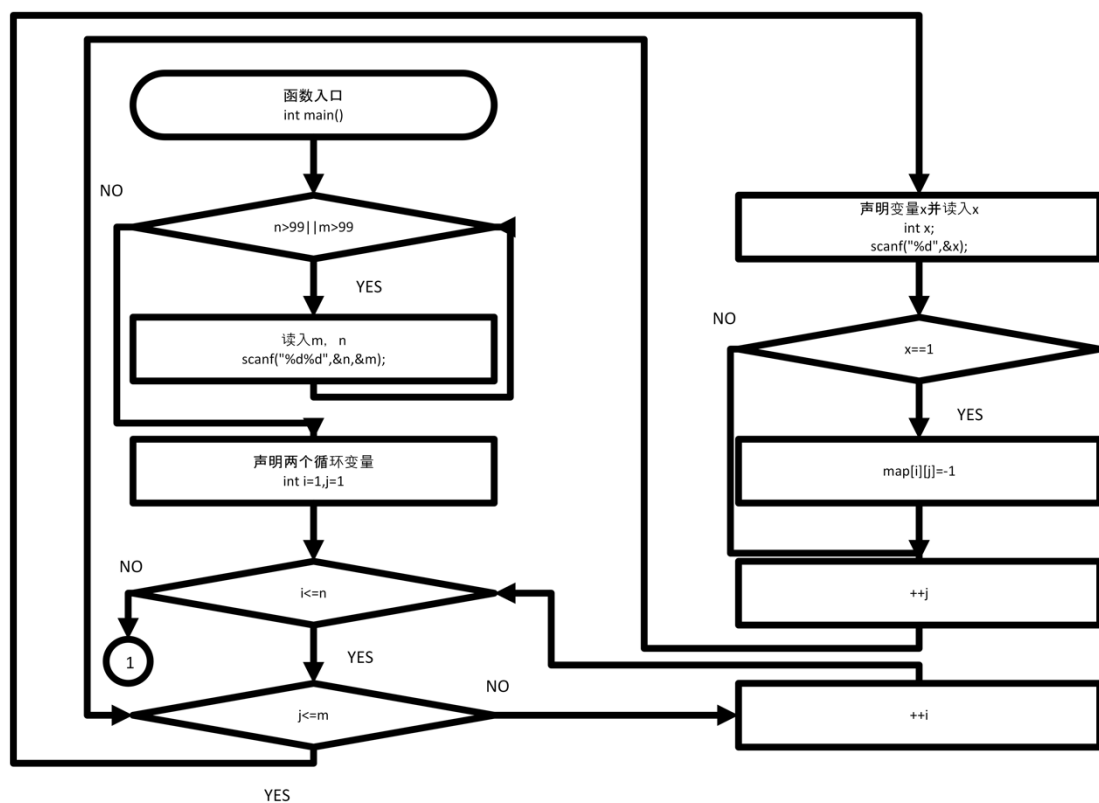 函数入口
int main()
NO
n>99||m>99
YES
读入m， n
scanf("%d%d",&n,&m);
声明两个循环变量
int i=1,j=1
NO
i<=n
1
YES
NO
j<=m
YES
声明变量x并读入x
int x;
scanf("%d",&x);
NO
x==1
YES
map[i][j]=-1
++j
++i